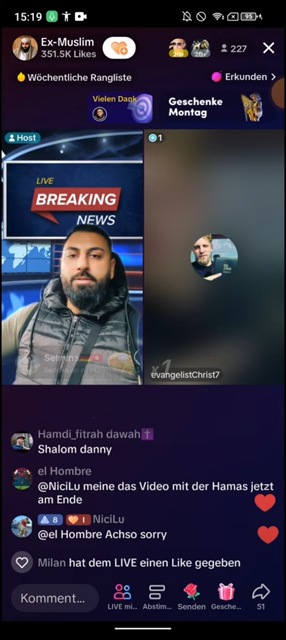 15:19
95
Ex-Muslim
351.5K Likes
227
Wöchentliche Rangliste
Erkunden >
Vielen Dank
Geschenke
Montag
Host
1
LIVE
BREAKING
NEWS
x1
evangelistChrist7
Hamdi_fitrah dawah
Shalom danny
el Hombre
@NiciLu meine das Video mit der Hamas jetzt
am Ende
8 1 NiciLu
@el Hombre Achso sorry
Milan hat dem LIVE einen Like gegeben
Komment...
LIVE mi...
Abstim...
Senden
Gesche...
51